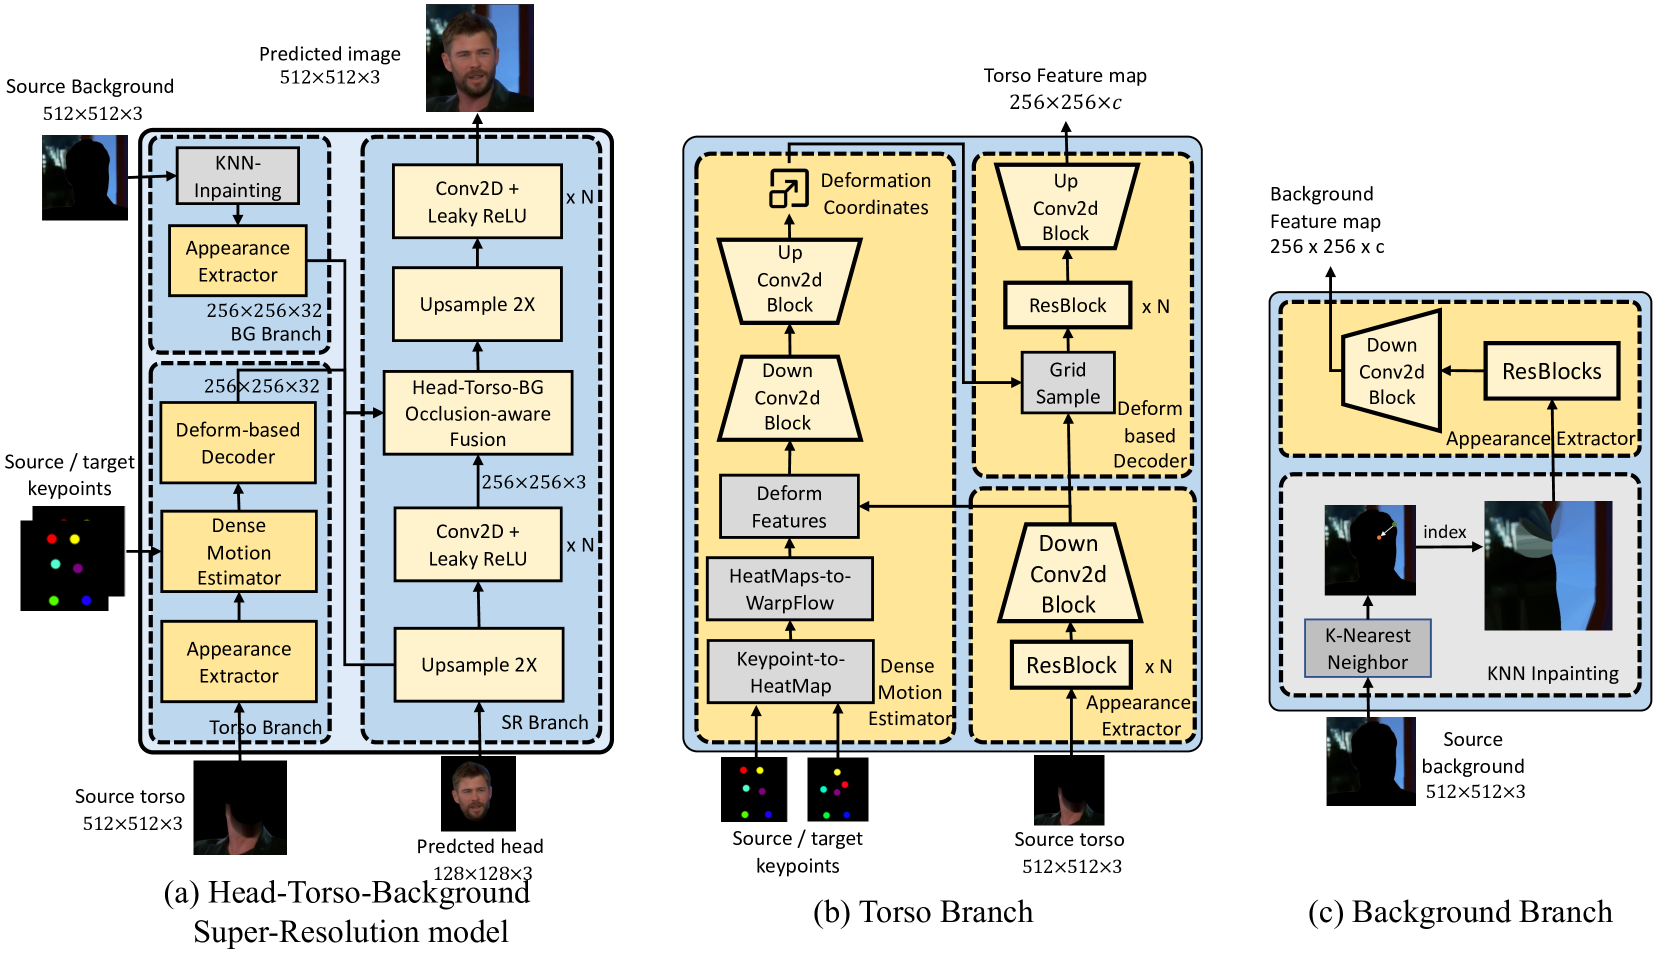 Predicted image
512×512×3
Source Background
512×512×3
KNN-
Inpainting
Appearance
Extractor
256×256×32
BG Branch
256×256×32
Deform-based
Decoder
Source / target
keypoints
Dense
Motion
Estimator
Appearance
Extractor
Torso Branch
Source torso
512×512×3
Conv2D +
Leaky ReLU
x N
Upsample 2X
Head-Torso-BG
Occlusion-aware
Fusion
256×256×3
Conv2D +
Leaky ReLU
x N
Upsample 2X
SR Branch
Predcted head
128×128×3
(a) Head-Torso-Background
Super-Resolution model
Deformation
Coordinates
Up
Conv2d
Block
Down
Conv2d
Block
Deform
Features
HeatMaps-to-
WarpFlow
Keypoint-to-
HeatMap
Dense
Motion
Estimator
Source / target
keypoints
Torso Feature map
256×256×c
Up
Conv2d
Block
ResBlock
x N
Grid
Sample
Deform
based
Decoder
Down
Conv2d
Block
ResBlock
x N
Appearance
Extractor
Source torso
512×512×3
(b) Torso Branch
Background
Feature map
256 x 256 x c
Down
Conv2d
Block
ResBlocks
Appearance Extractor
index
K-Nearest
Neighbor
KNN Inpainting
Source
background
512×512×3
(c) Background Branch